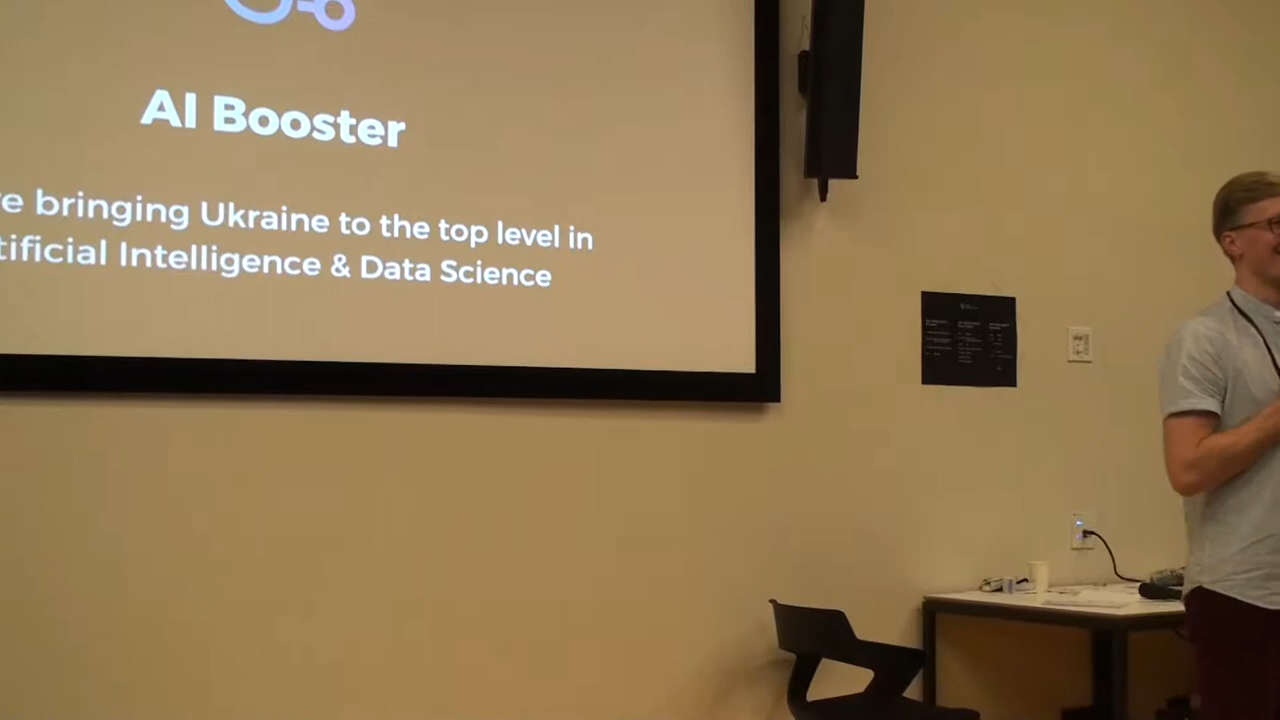 AI Booster
re bringing Ukraine to the top level in
tificial Intelligence & Data Science